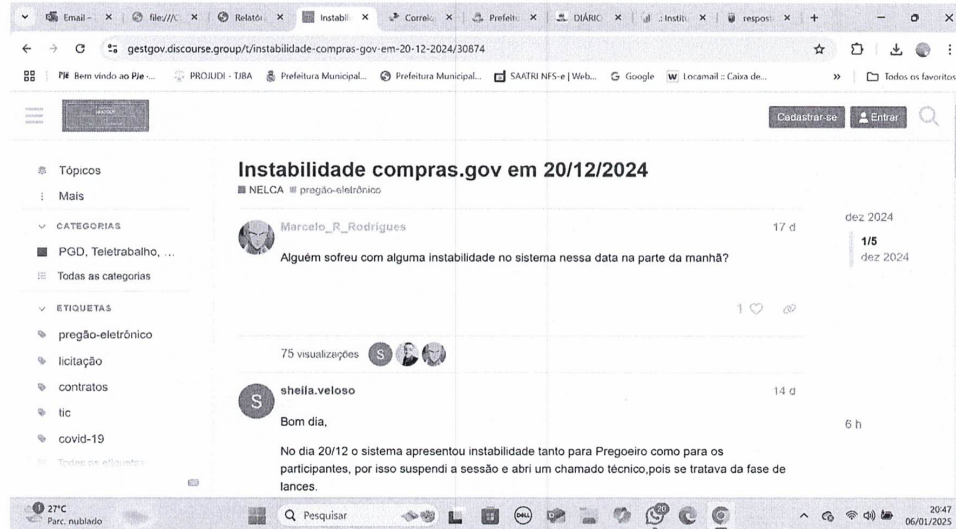 Email -
file:///C
Relatór
Instabili
Correio
Prefeitu
DIÁRIC
.: Institu
respost
gestgov.discourse.group/t/instabilidade-compras-gov-em-20-12-2024/30874
Bem vindo ao PJe -...
PROJUDI - TJBA
Prefeitura Municipal...
Prefeitura Municipal...
SAATRI NFS-e | Web...
Google
Locamail :: Caixa de...
Todos os favoritos
Cadastrar-se
Entrar
Tópicos
Mais
CATEGORIAS
PGD, Teletrabalho, ...
Todas as categorias
ETIQUETAS
pregão-eletrônico
licitação
contratos
tic
covid-19
Todas as etiquetas
Instabilidade compras.gov em 20/12/2024
NELCA pregão-eletrônico
Marcelo_R_Rodrigues 17 d
Alguém sofreu com alguma instabilidade no sistema nessa data na parte da manhã?
1
75 visualizações S
S
sheila.veloso 14 d
Bom dia,
No dia 20/12 o sistema apresentou instabilidade tanto para Pregoeiro como para os
participantes, por isso suspendi a sessão e abri um chamado técnico,pois se tratava da fase de
lances.
dez 2024
1/5
dez 2024
6 h
1
27°C
Parc. nublado
Pesquisar
DELL
20
20:47
06/01/2025